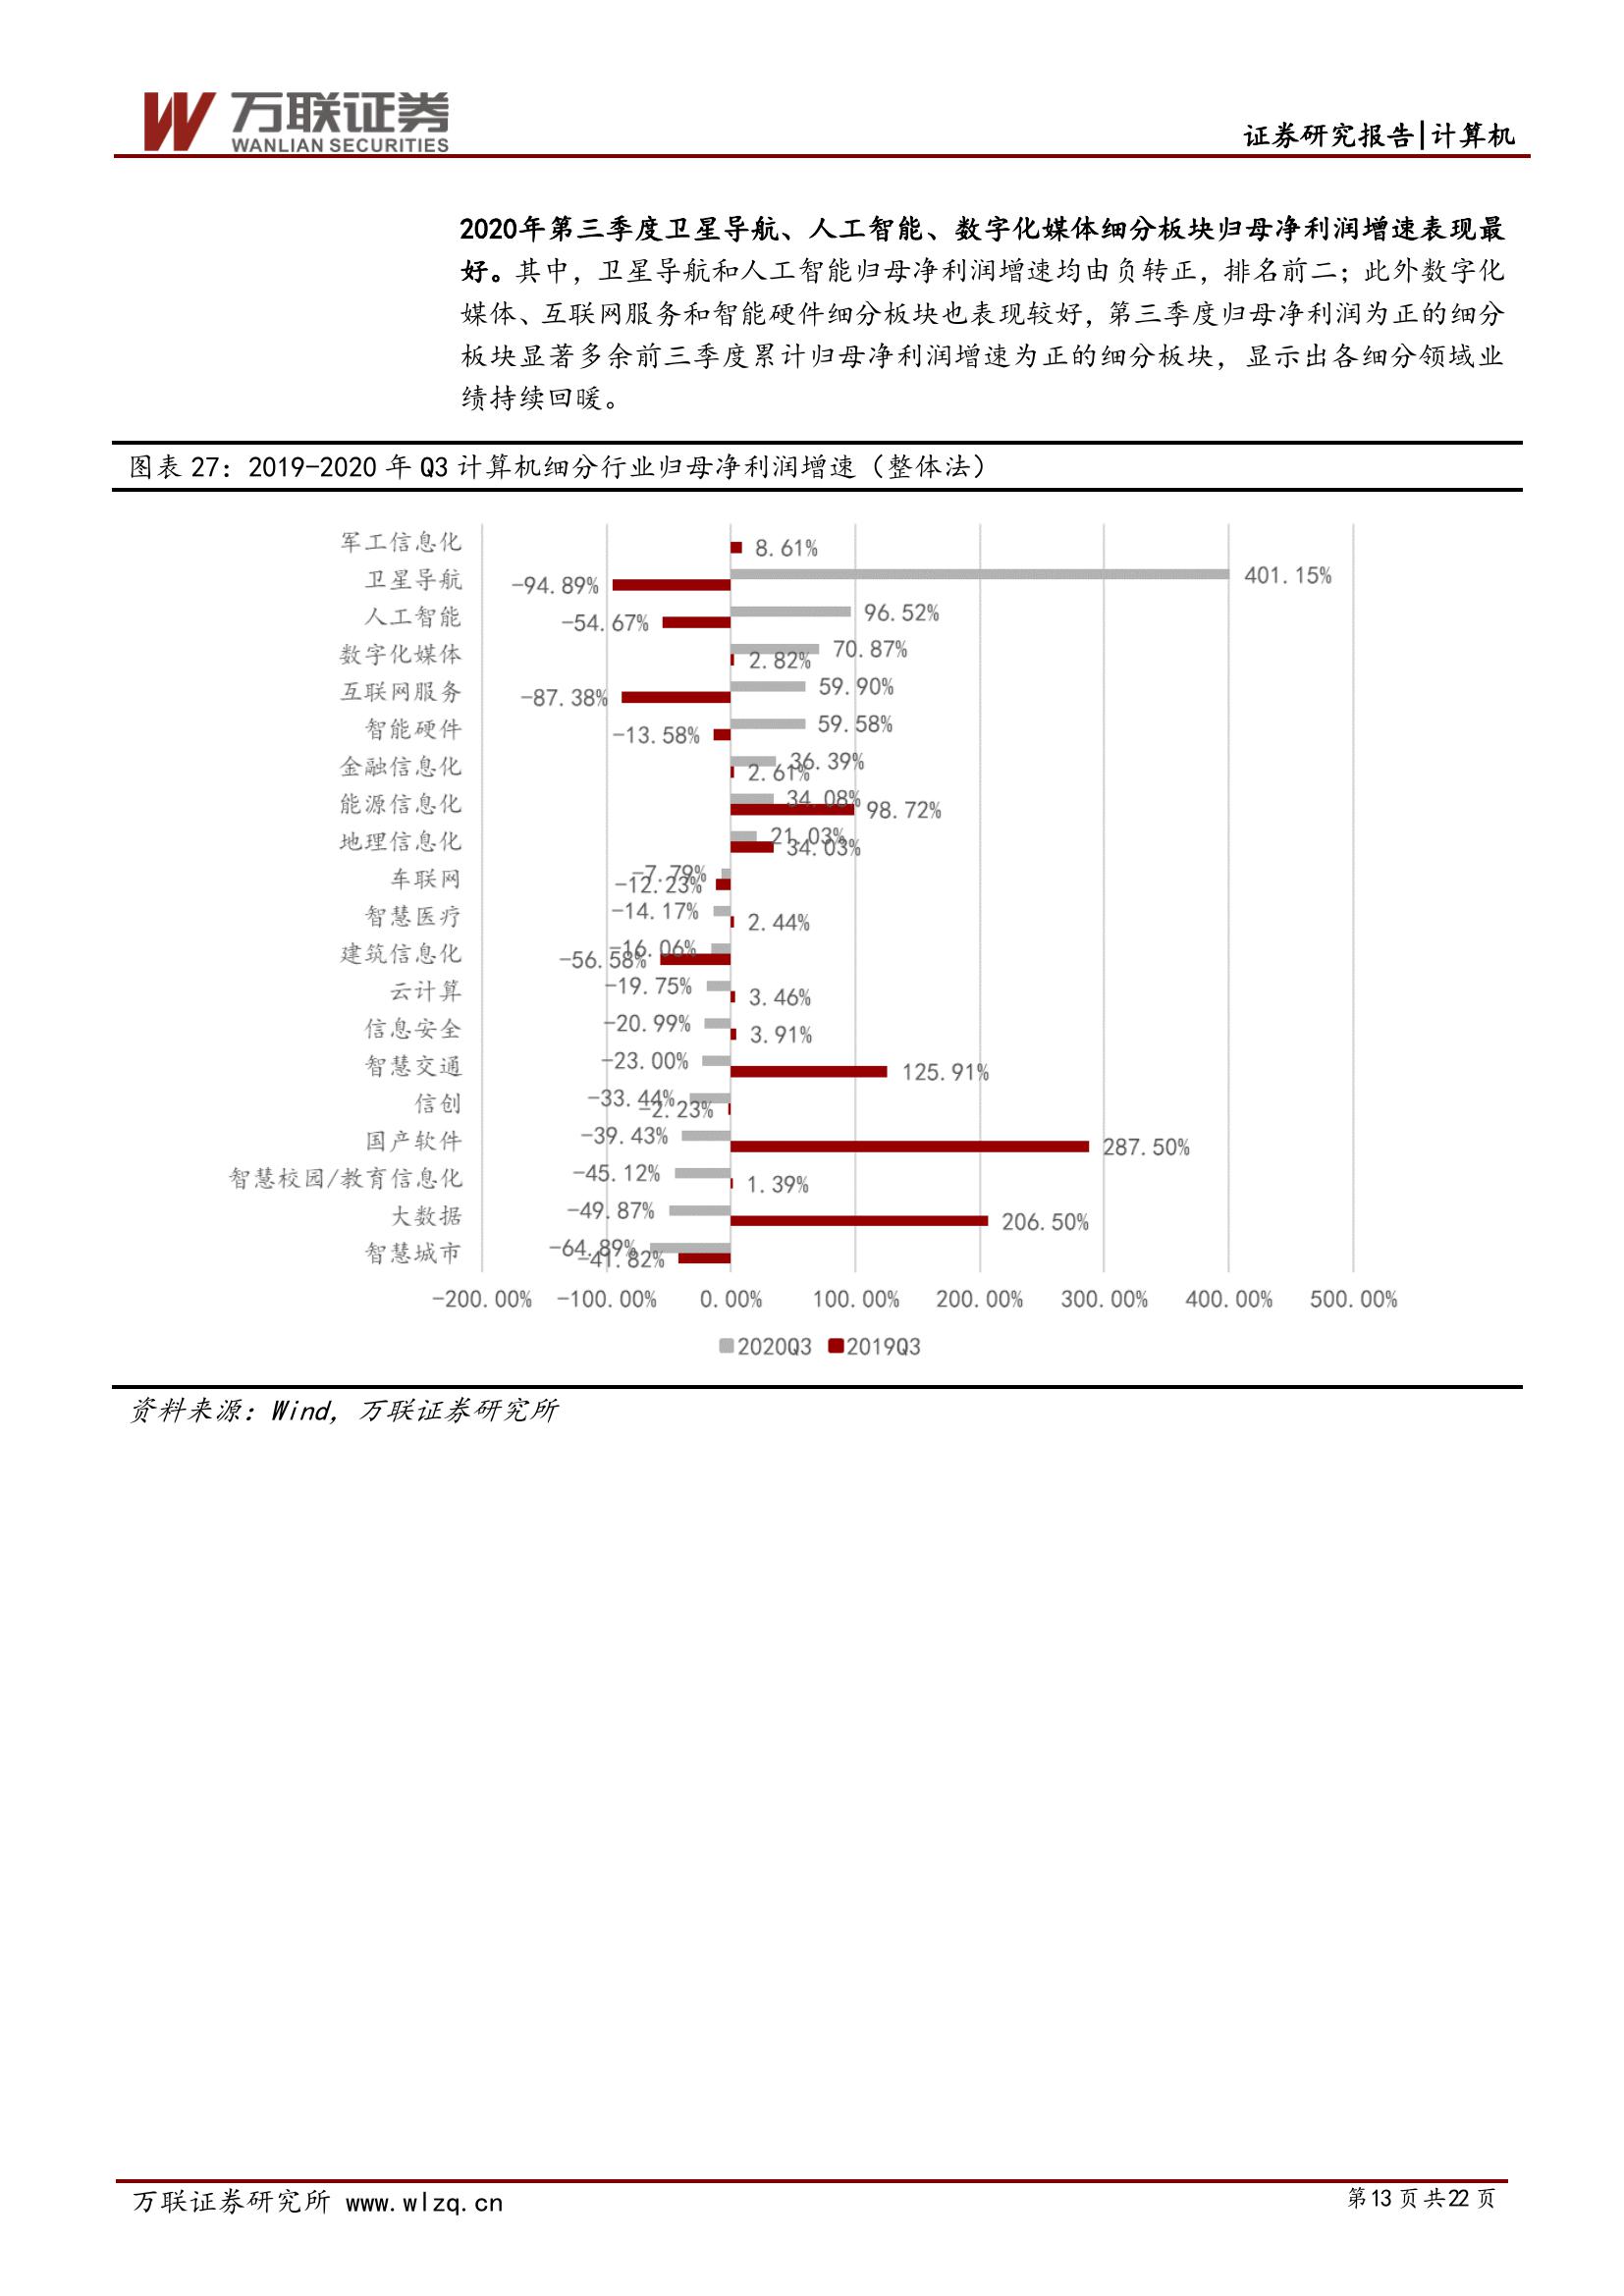 万联证券
WANLIAN SECURITIES
证券研究报告|计算机
2020年第三季度卫星导航、人工智能、数字化媒体细分板块归母净利润增速表现最
好。其中，卫星导航和人工智能归母净利润增速均由负转正，排名前二；此外数字化
媒体、互联网服务和智能硬件细分板块也表现较好，第三季度归母净利润为正的细分
板块显著多余前三季度累计归母净利润增速为正的细分板块，显示出各细分领域业
绩持续回暖。
图表 27：2019-2020 年 Q3 计算机细分行业归母净利润增速（整体法）
军工信息化 8.61%
卫星导航 -94.89% 401.15%
人工智能 -54.67% 96.52%
数字化媒体 70.87% 2.82%
互联网服务 -87.38% 59.90%
智能硬件 -13.58% 59.58%
金融信息化 36.39% 2.61%
能源信息化 34.08% 98.72%
地理信息化 21.03% 34.03%
车联网 -7.79% -12.23%
智慧医疗 -14.17% 2.44%
建筑信息化 -16.06% -56.58%
云计算 -19.75% 3.46%
信息安全 -20.99% 3.91%
智慧交通 -23.00% 125.91%
信创 -33.44% -2.23%
国产软件 -39.43% 287.50%
智慧校园/教育信息化 -45.12% 1.39%
大数据 -49.87% 206.50%
智慧城市 -64.89% -41.82%
-200.00% -100.00% 0.00% 100.00% 200.00% 300.00% 400.00% 500.00%
2020Q3 2019Q3
资料来源：Wind，万联证券研究所
万联证券研究所 www.wlzq.cn
第13页共22页